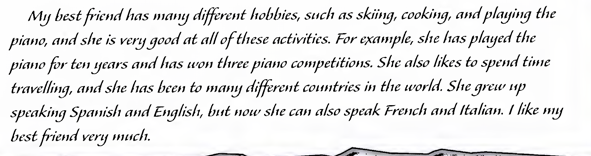 My best friend has many different hobbies, such as skiing, cooking, and playing the
piano, and she is very good at all of these activities. For example, she has played the
piano for ten years and has won three piano competitions. She also likes to spend time
travelling, and she has been to many different countries in the world. She grew up
speaking Spanish and English, but now she can also speak French and Italian. I like my
best friend very much.